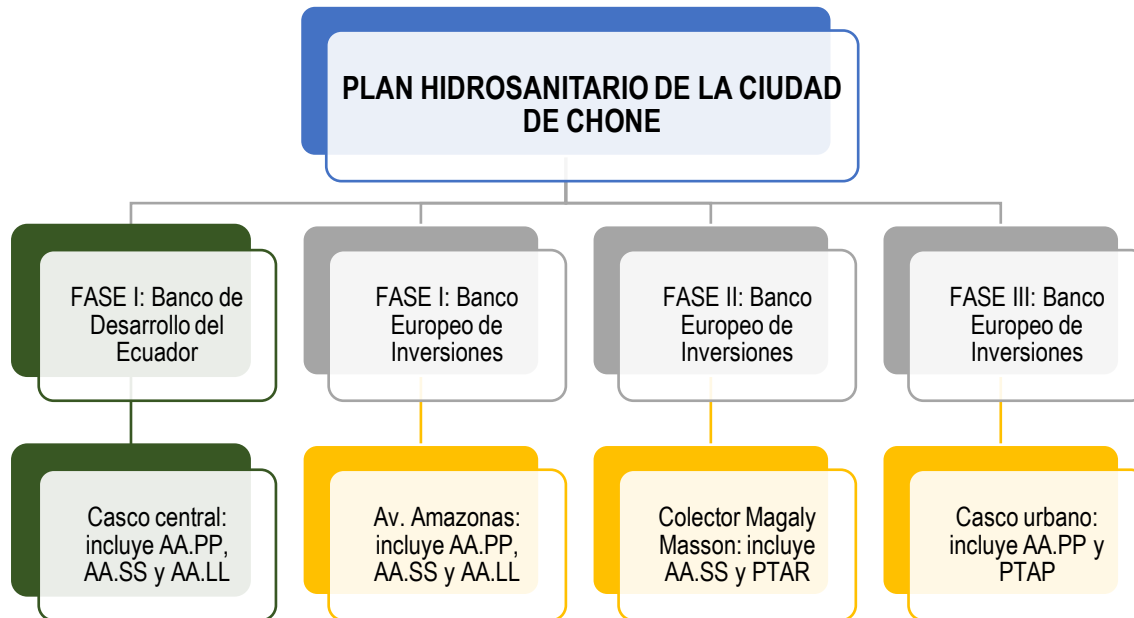 PLAN HIDROSANITARIO DE LA CIUDAD
DE CHONE
FASE I: Banco de
Desarrollo del
Ecuador
FASE I: Banco
Europeo de
Inversiones
FASE II: Banco
Europeo de
Inversiones
FASE III: Banco
Europeo de
Inversiones
Casco central:
incluye AA.PP,
AA.SS y AA.LL
Av. Amazonas:
incluye AA.PP,
AA.SS y AA.LL
Colector Magaly
Masson: incluye
AA.SS y PTAR
Casco urbano:
incluye AA.PP y
PTAP